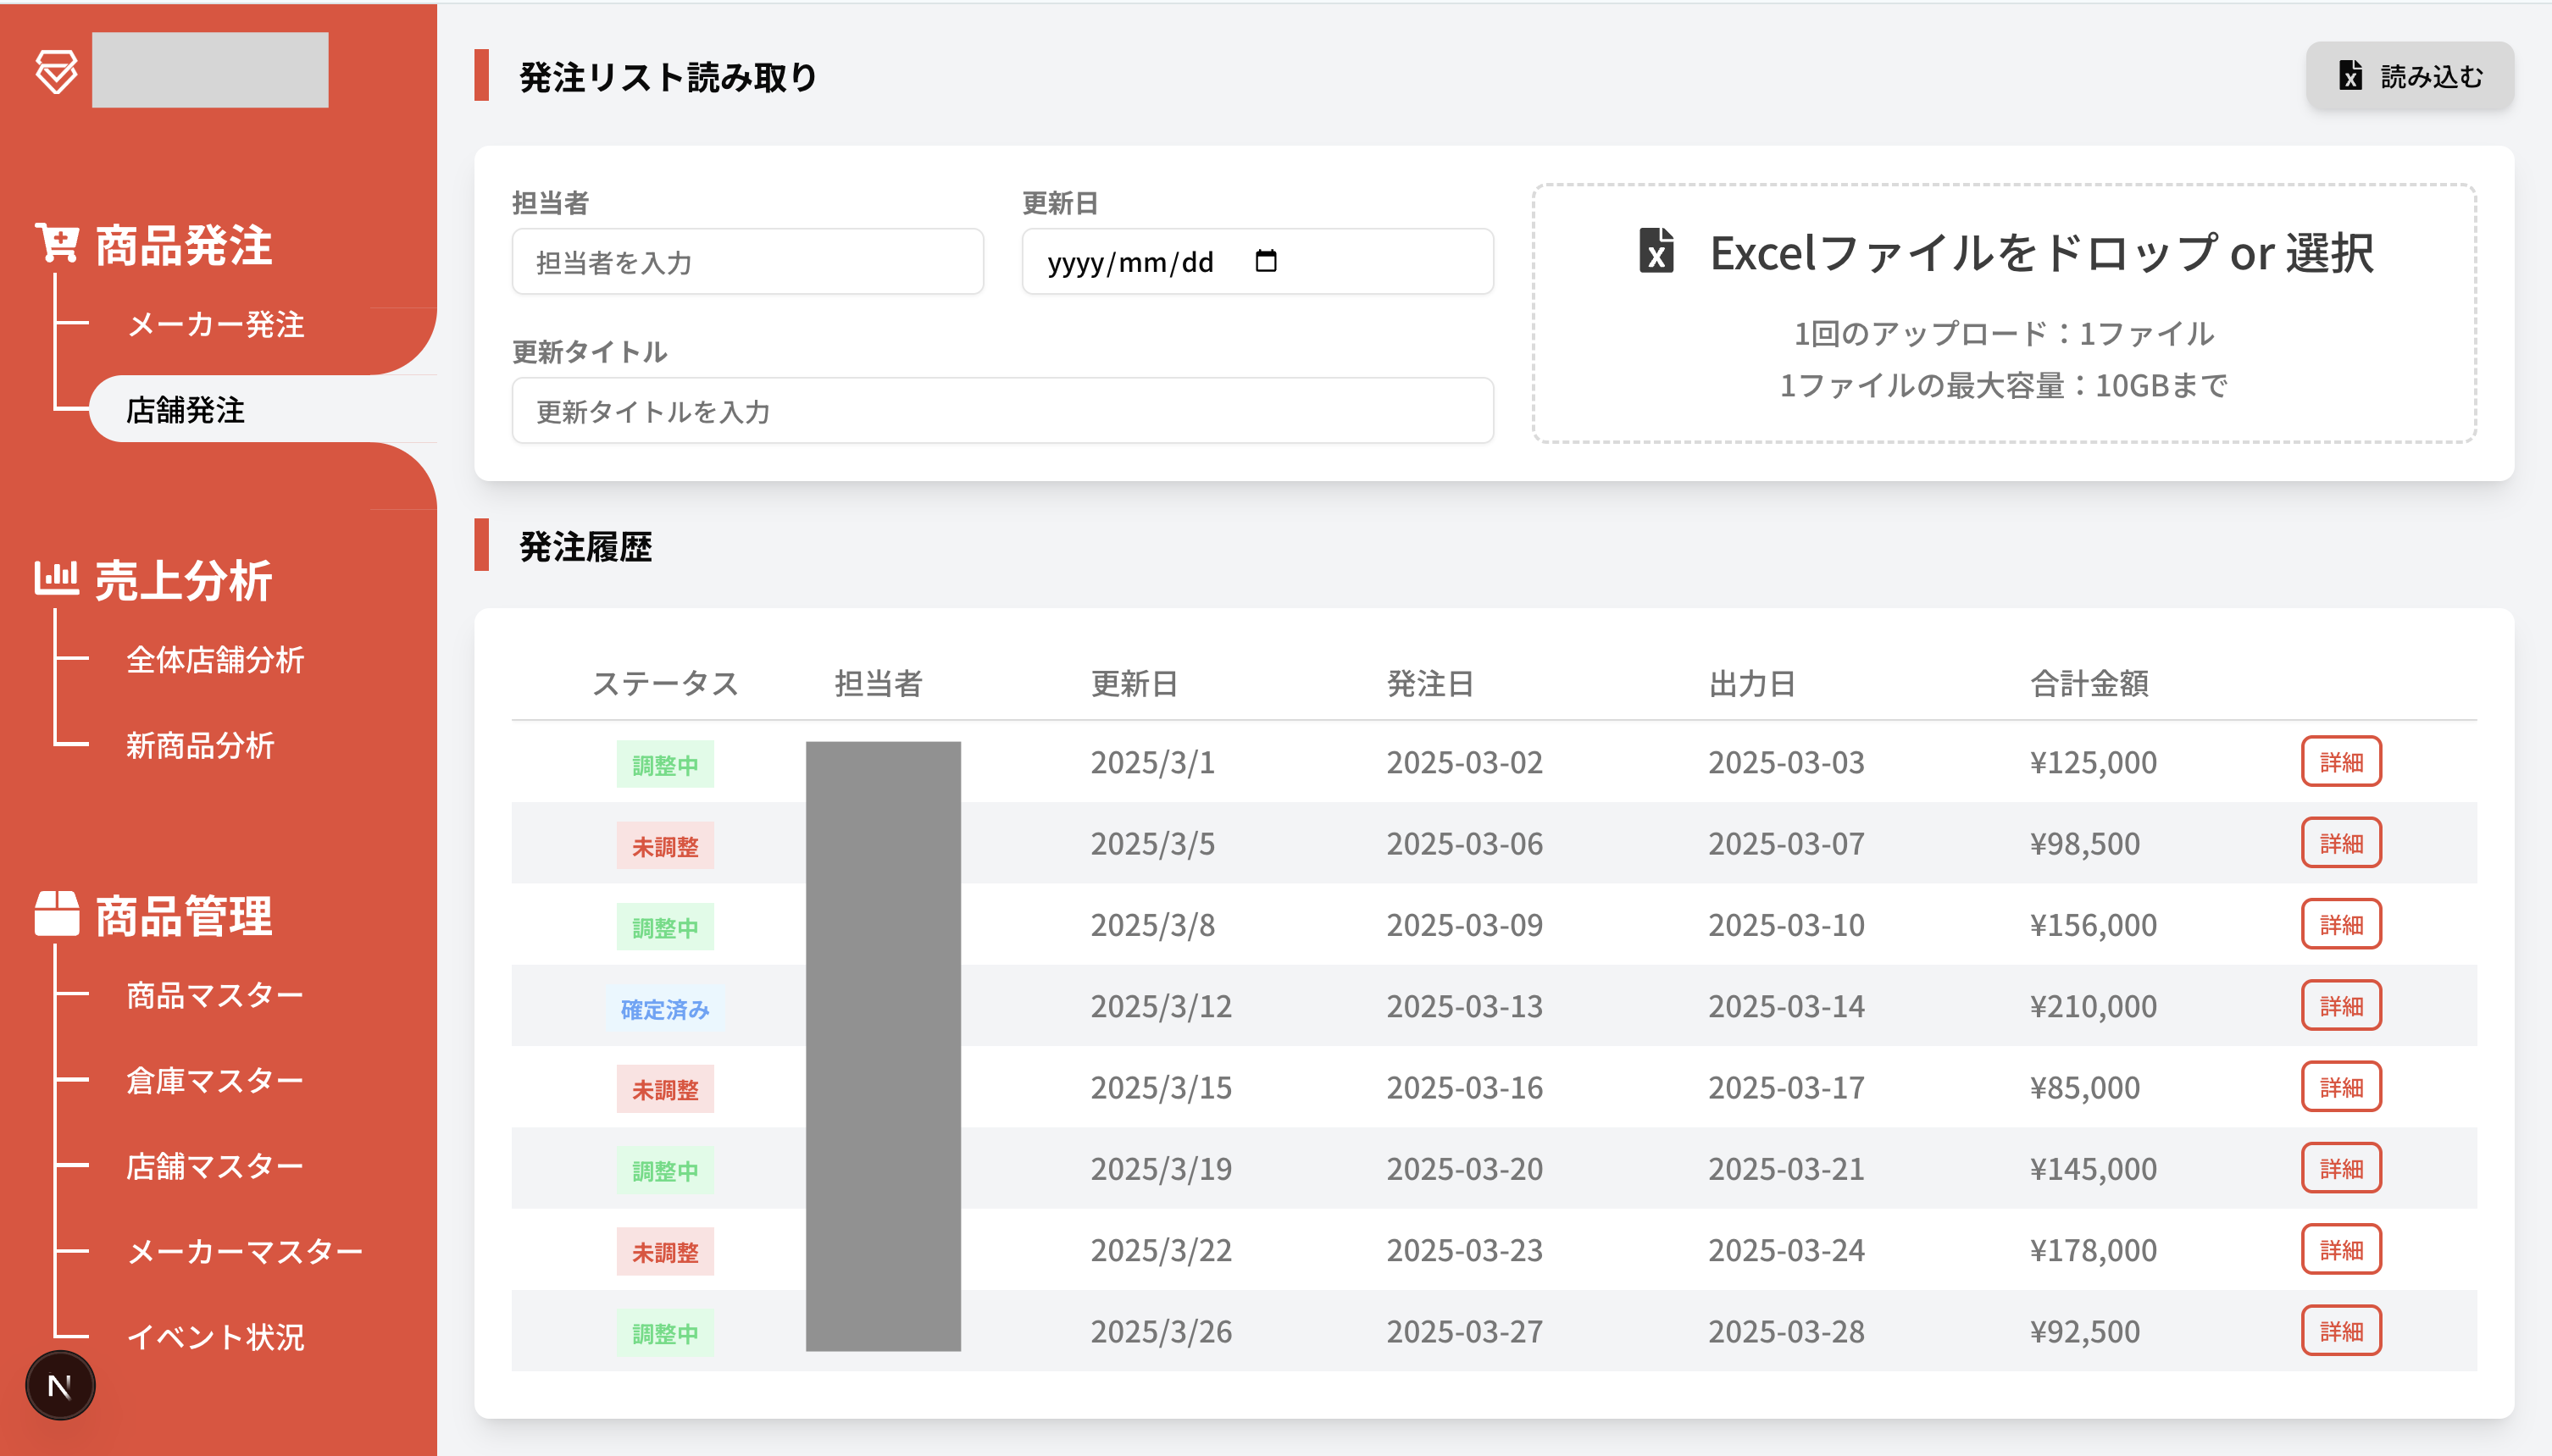 発注リスト読み取り
読み込む
商品発注
メーカー発注
店舗発注
売上分析
全体店舗分析
新商品分析
商品管理
商品マスター
倉庫マスター
店舗マスター
メーカーマスター
イベント状況
N
担当者
担当者を入力
更新日
yyyy/mm/dd
更新タイトル
更新タイトルを入力
Excelファイルをドロップ or 選択
1回のアップロード：1ファイル
1ファイルの最大容量：10GBまで
発注履歴
ステータス 担当者 更新日 発注日 出力日 合計金額
調整中 2025/3/1 2025-03-02 2025-03-03 ¥125,000 詳細
未調整 2025/3/5 2025-03-06 2025-03-07 ¥98,500 詳細
調整中 2025/3/8 2025-03-09 2025-03-10 ¥156,000 詳細
確定済み 2025/3/12 2025-03-13 2025-03-14 ¥210,000 詳細
未調整 2025/3/15 2025-03-16 2025-03-17 ¥85,000 詳細
調整中 2025/3/19 2025-03-20 2025-03-21 ¥145,000 詳細
未調整 2025/3/22 2025-03-23 2025-03-24 ¥178,000 詳細
調整中 2025/3/26 2025-03-27 2025-03-28 ¥92,500 詳細